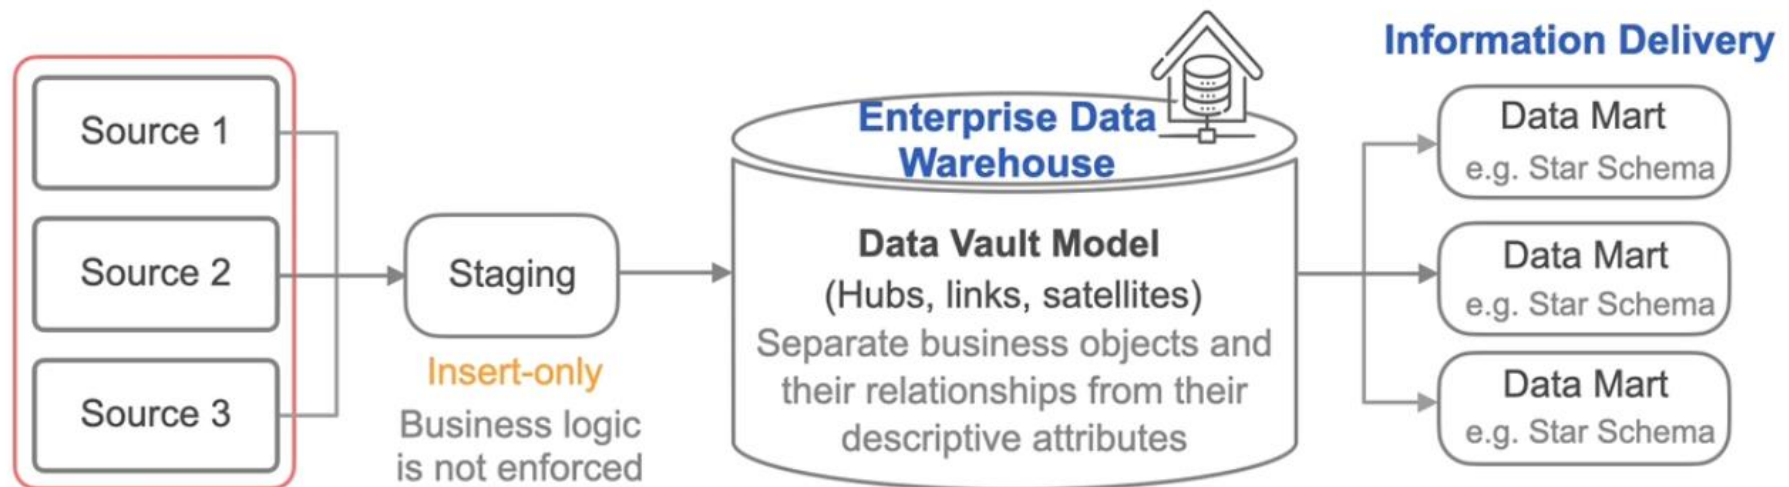 Source 1
Source 2
Source 3
Staging
Insert-only
Business logic
is not enforced
Enterprise Data
Warehouse
Data Vault Model
(Hubs, links, satellites)
Separate business objects and
their relationships from their
descriptive attributes
Information Delivery
Data Mart
e.g. Star Schema
Data Mart
e.g. Star Schema
Data Mart
e.g. Star Schema